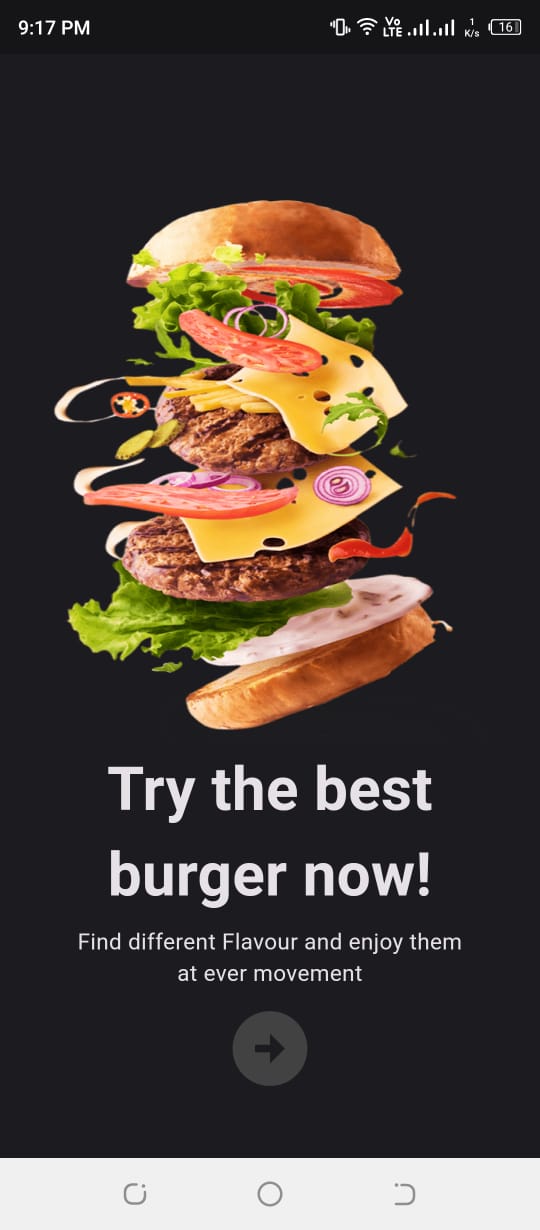 9:17 PM Vo LTE 1 K/s 16
Try the best
burger now!
Find different Flavour and enjoy them
at ever movement